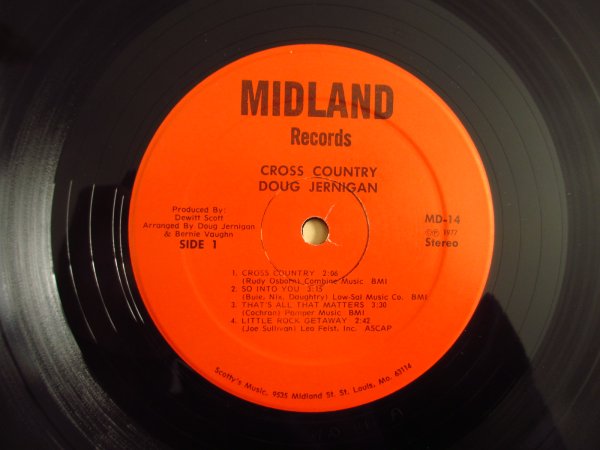 MIDLAND
Records
CROSS COUNTRY
DOUG JERNIGAN
Produced By:
Dewitt Scott
Arranged By Doug Jernigan
& Bernie Vaughn
SIDE 1
MD-14
©℗ 1977
Stereo
1. CROSS COUNTRY 2:06
(Rudy Osborn) Combine Music BMI
2. SO INTO YOU 3:15
(Buie, Nix, Daughtry) Low-Sal Music Co. BMI
3. THAT'S ALL THAT MATTERS 3:30
(Cochran) Pamper Music BMI
4. LITTLE ROCK GETAWAY 2:42
(Joe Sullivan) Leo Feist, Inc. ASCAP
Scotty's Music, 9535 Midland St. St. Louis, Mo. 63114